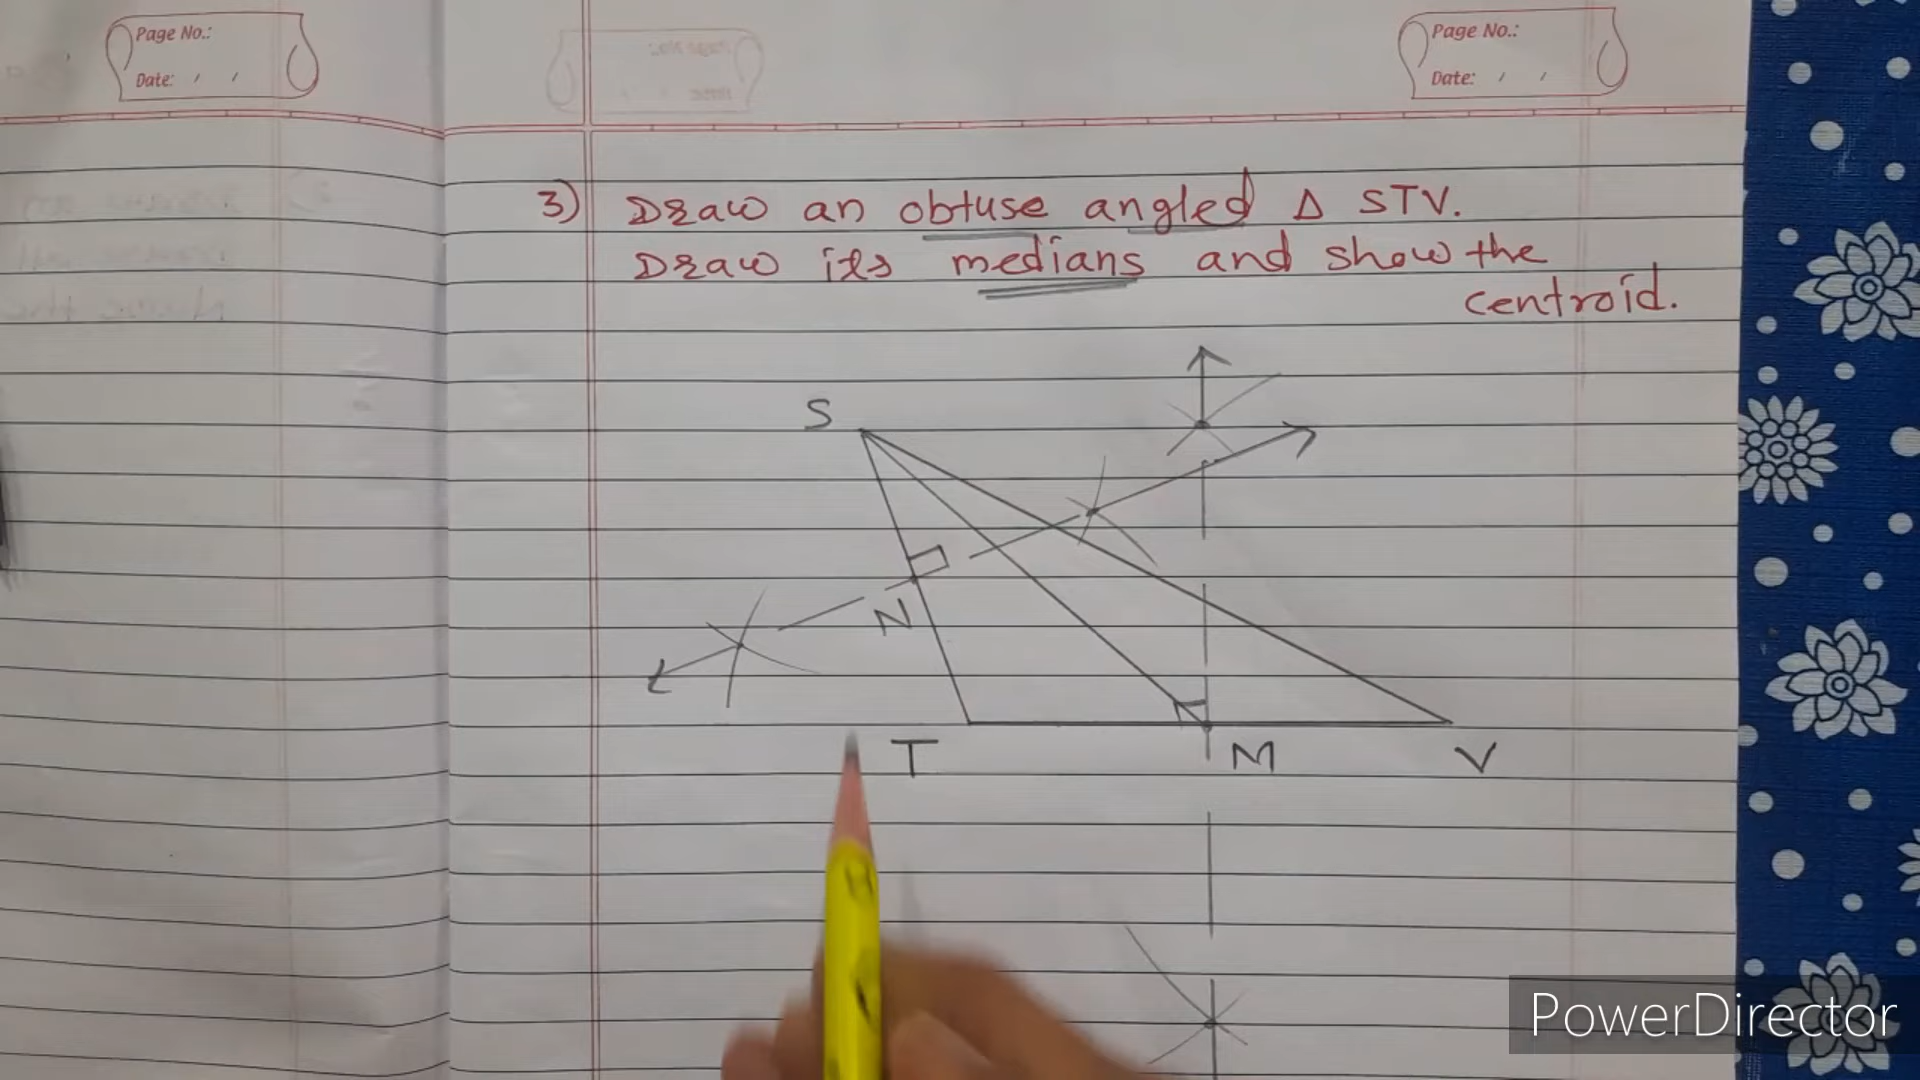 Page No.:
Date: / /
Page No.:
Date: / /
3) Draw an obtuse angled Δ STV.
Draw its medians and show the
centroid.
S
N
T
M
V
PowerDirector